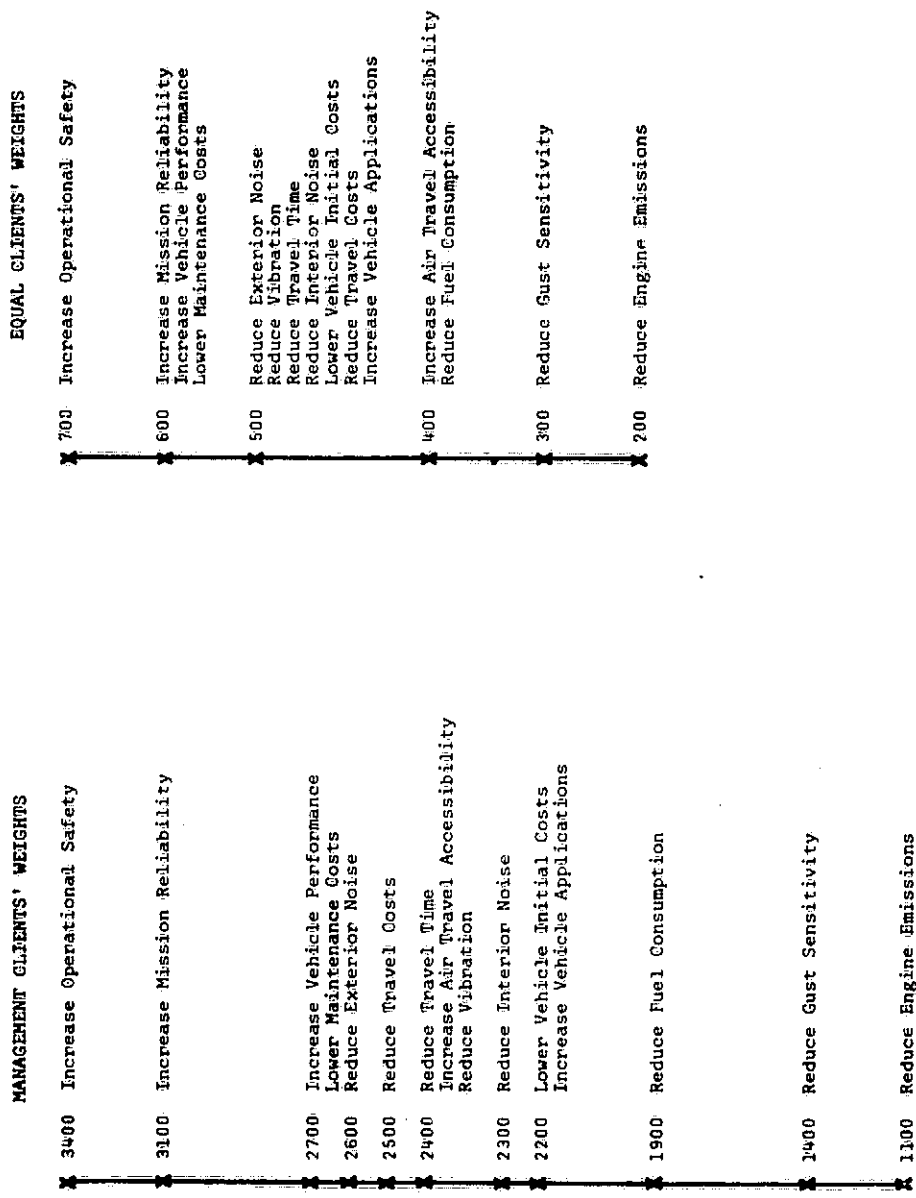 MANAGEMENT CLIENTS' WEIGHTS
3400 Increase Operational Safety
3100 Increase Mission Reliability
2700 Increase Vehicle Performance
Lower Maintenance Costs
2600 Reduce Exterior Noise
2500 Reduce Travel Costs
2400 Reduce Travel Time
Increase Air Travel Accessibility
Reduce Vibration
2300 Reduce Interior Noise
2200 Lower Vehicle Initial Costs
Increase Vehicle Applications
1900 Reduce Fuel Consumption
1400 Reduce Gust Sensitivity
1100 Reduce Engine Emissions
EQUAL CLIENTS' WEIGHTS
700 Increase Operational Safety
600 Increase Mission Reliability
Increase Vehicle Performance
Lower Maintenance Costs
500 Reduce Exterior Noise
Reduce Vibration
Reduce Travel Time
Reduce Interior Noise
Lower Vehicle Initial Costs
Reduce Travel Costs
Increase Vehicle Applications
400 Increase Air Travel Accessibility
Reduce Fuel Consumption
300 Reduce Gust Sensitivity
200 Reduce Engine Emissions